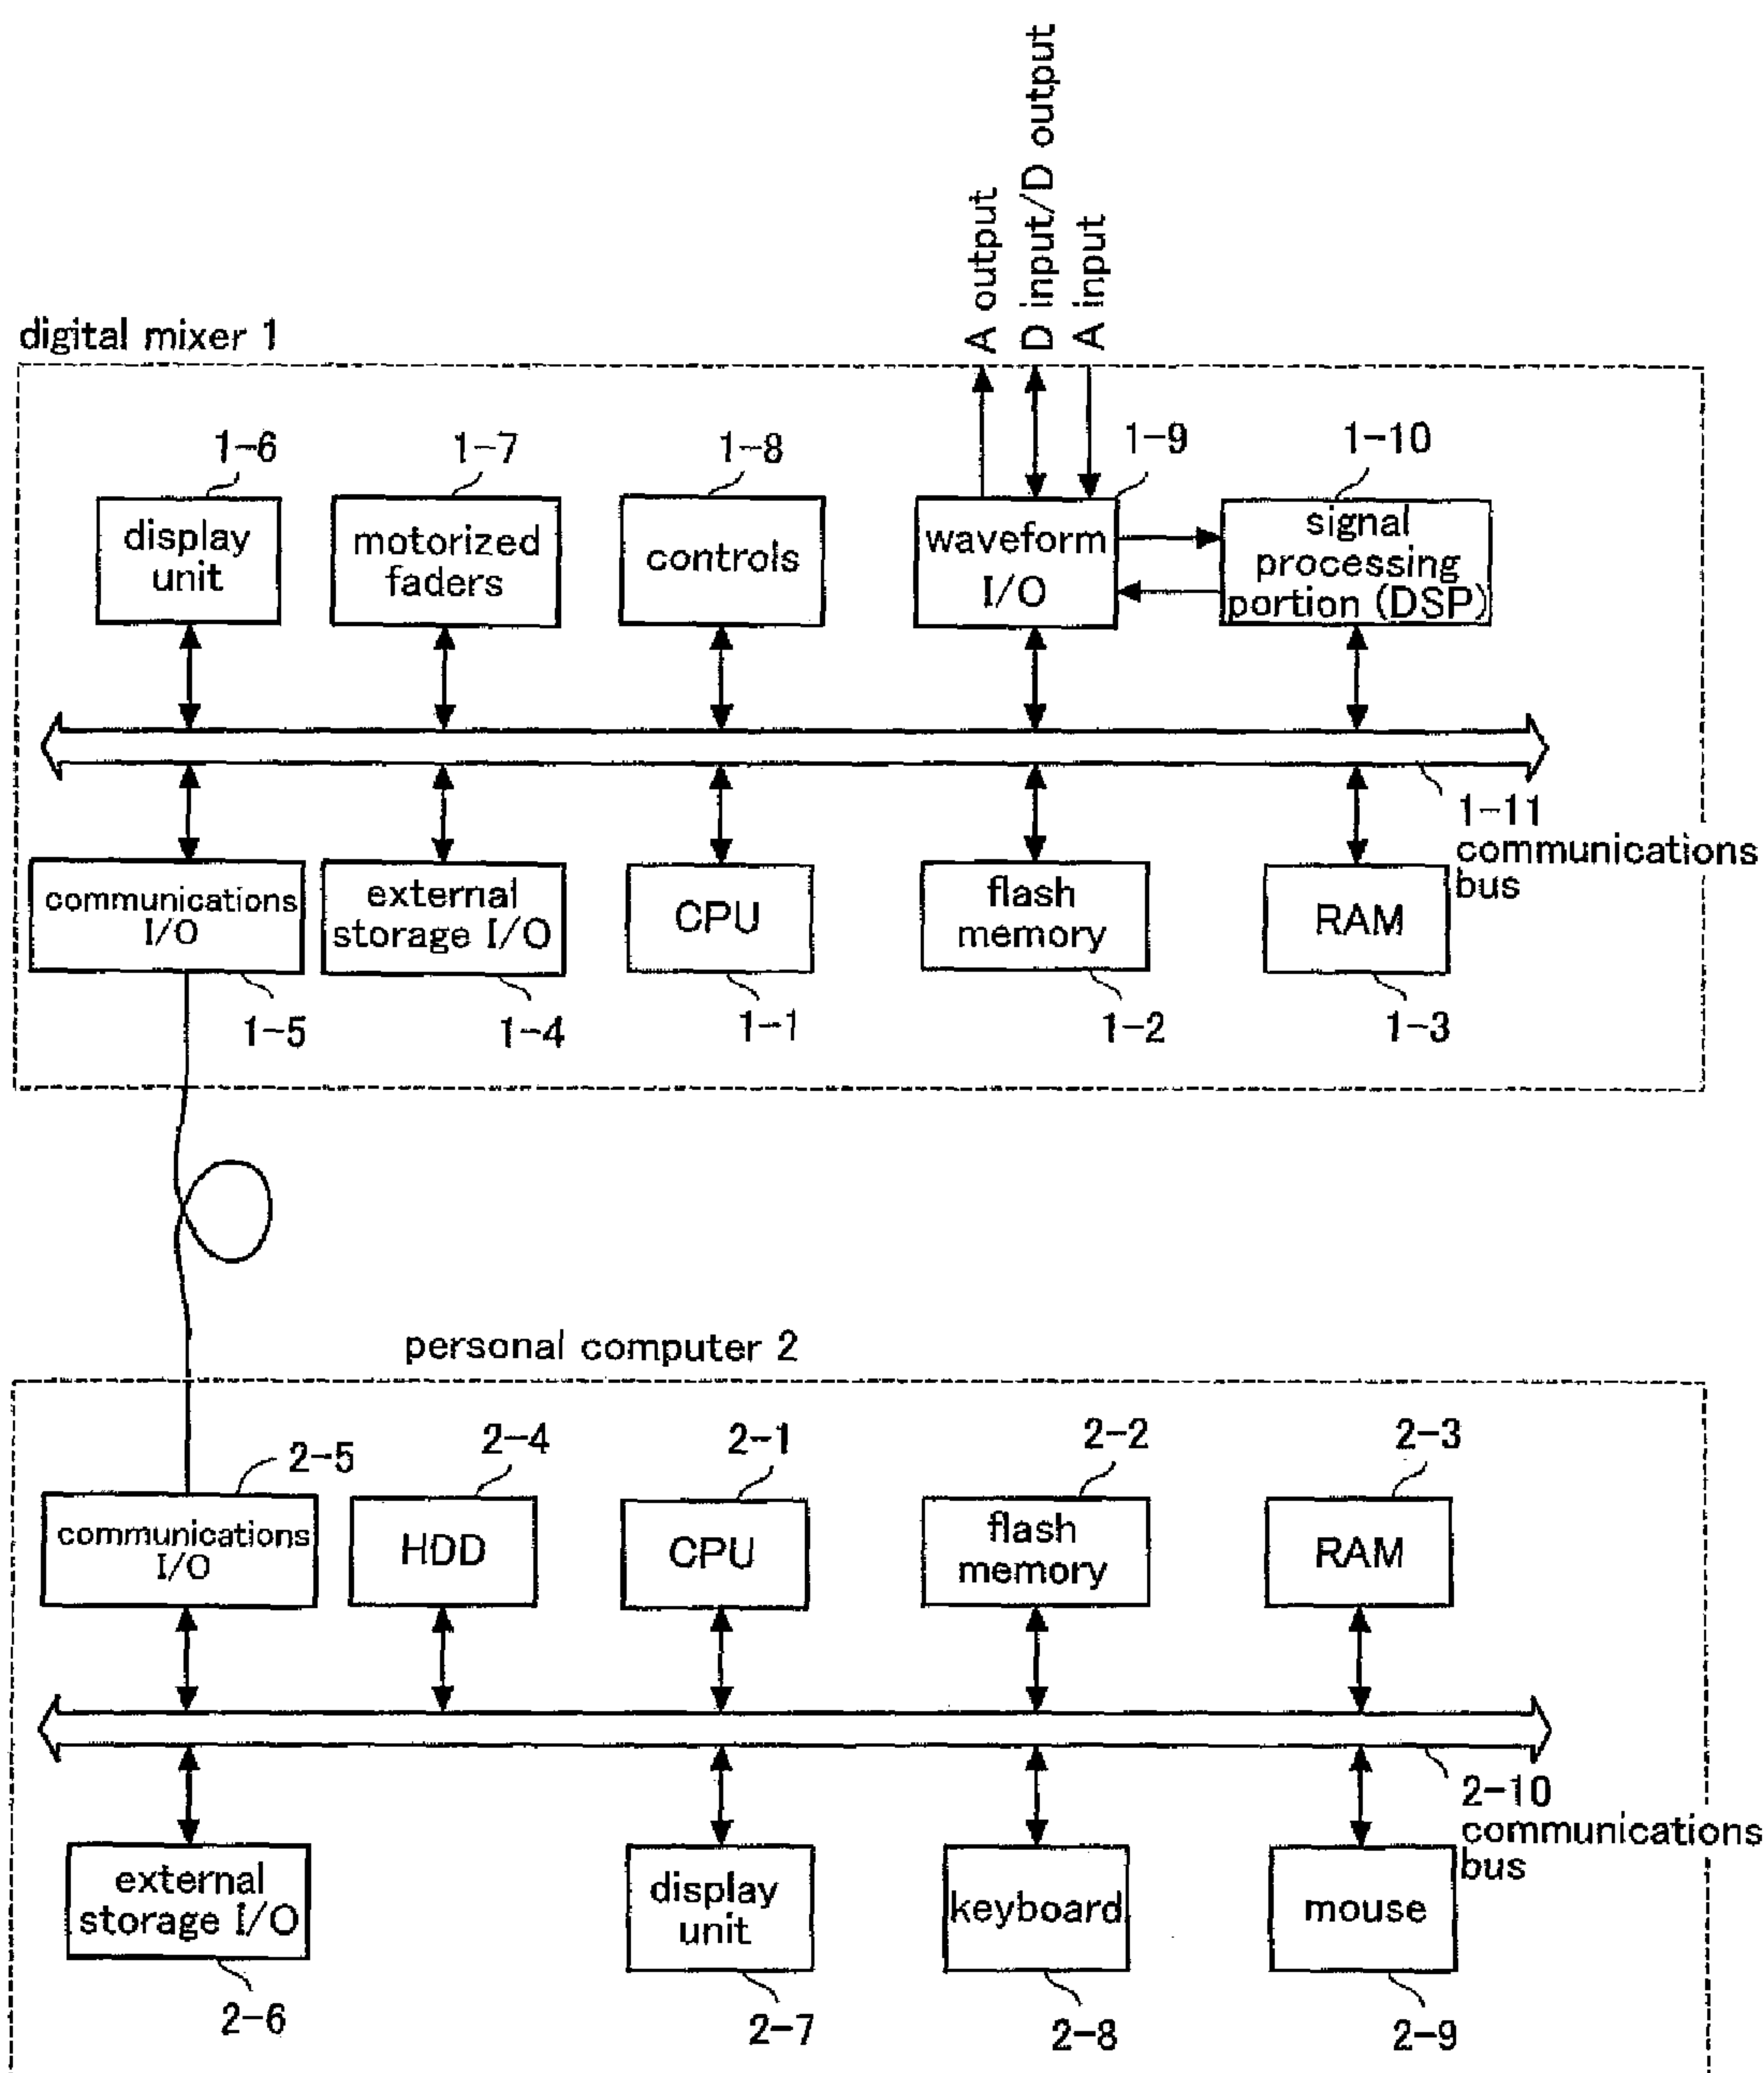 A output
D input/D output
A input
digital mixer 1
1-6
1-7
1-8
1-9
1-10
display
unit
motorized
faders
controls
waveform
I/O
signal
processing
portion (DSP)
1-11
communications
bus
communications
I/O
external
storage I/O
CPU
flash
memory
RAM
1-5
1-4
1-1
1-2
1-3
personal computer 2
2-5
2-4
2-1
2-2
2-3
communications
I/O
HDD
CPU
flash
memory
RAM
2-10
communications
bus
external
storage I/O
display
unit
keyboard
mouse
2-6
2-7
2-8
2-9